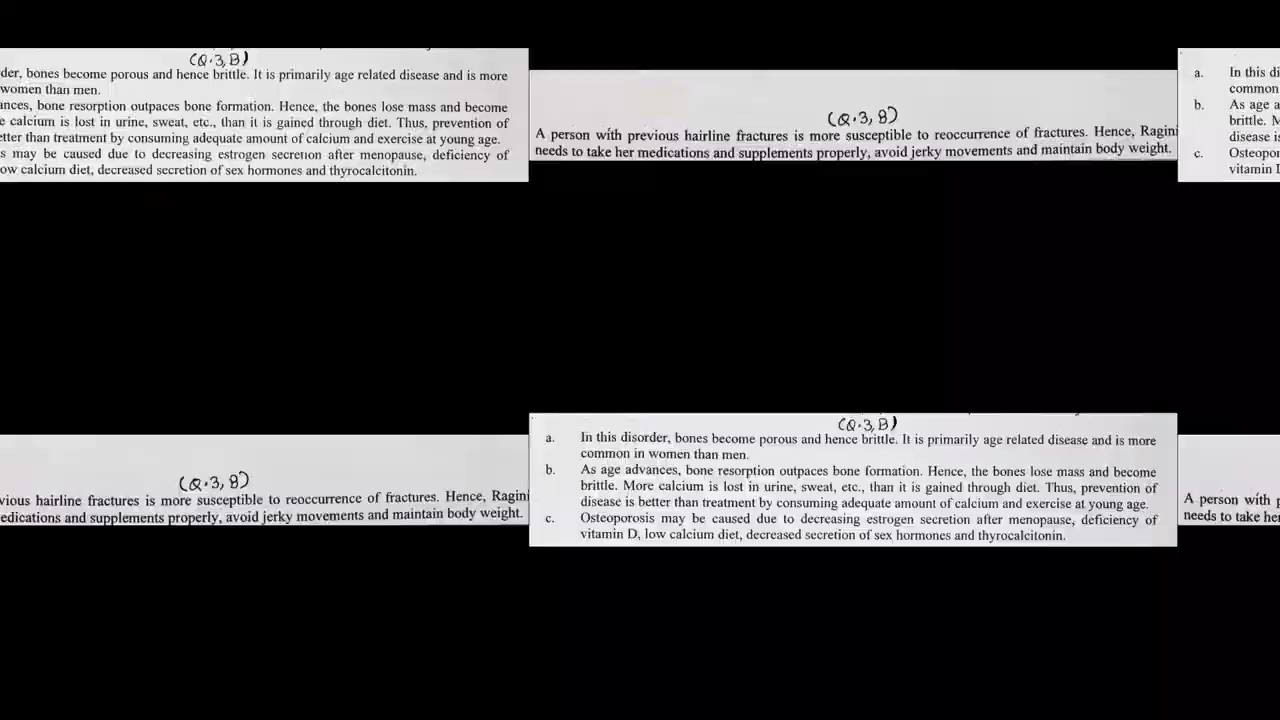 (Q.3, B)
der, bones become porous and hence brittle. It is primarily age related disease and is more
women than men.
ances, bone resorption outpaces bone formation. Hence, the bones lose mass and become
e calcium is lost in urine, sweat, etc., than it is gained through diet. Thus, prevention of
etter than treatment by consuming adequate amount of calcium and exercise at young age.
s may be caused due to decreasing estrogen secretion after menopause, deficiency of
ow calcium diet, decreased secretion of sex hormones and thyrocalcitonin.
(Q.3, B)
A person with previous hairline fractures is more susceptible to reoccurrence of fractures. Hence, Ragini
needs to take her medications and supplements properly, avoid jerky movements and maintain body weight.
a. In this di
common
b. As age a
brittle. M
disease is
c. Osteopor
vitamin D
(Q.3, B)
vious hairline fractures is more susceptible to reoccurrence of fractures. Hence, Ragini
edications and supplements properly, avoid jerky movements and maintain body weight.
(Q.3, B)
a. In this disorder, bones become porous and hence brittle. It is primarily age related disease and is more
common in women than men.
b. As age advances, bone resorption outpaces bone formation. Hence, the bones lose mass and become
brittle. More calcium is lost in urine, sweat, etc., than it is gained through diet. Thus, prevention of
disease is better than treatment by consuming adequate amount of calcium and exercise at young age.
c. Osteoporosis may be caused due to decreasing estrogen secretion after menopause, deficiency of
vitamin D, low calcium diet, decreased secretion of sex hormones and thyrocalcitonin.
A person with p
needs to take her